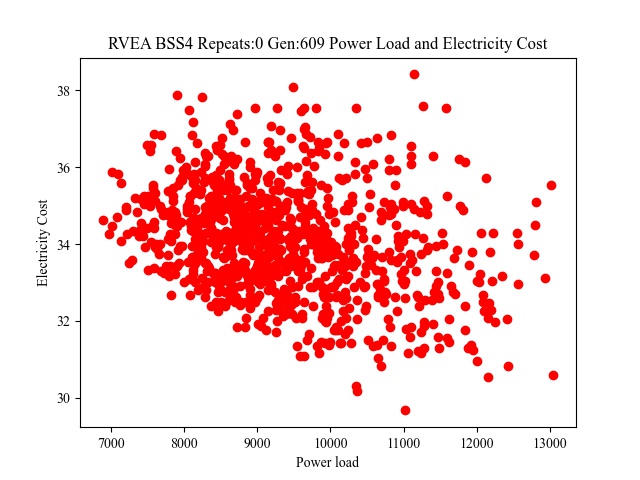 RVEA BSS4 Repeats:0 Gen:609 Power Load and Electricity Cost
Electricity Cost
38
36
34
32
30
7000 8000 9000 10000 11000 12000 13000
Power load